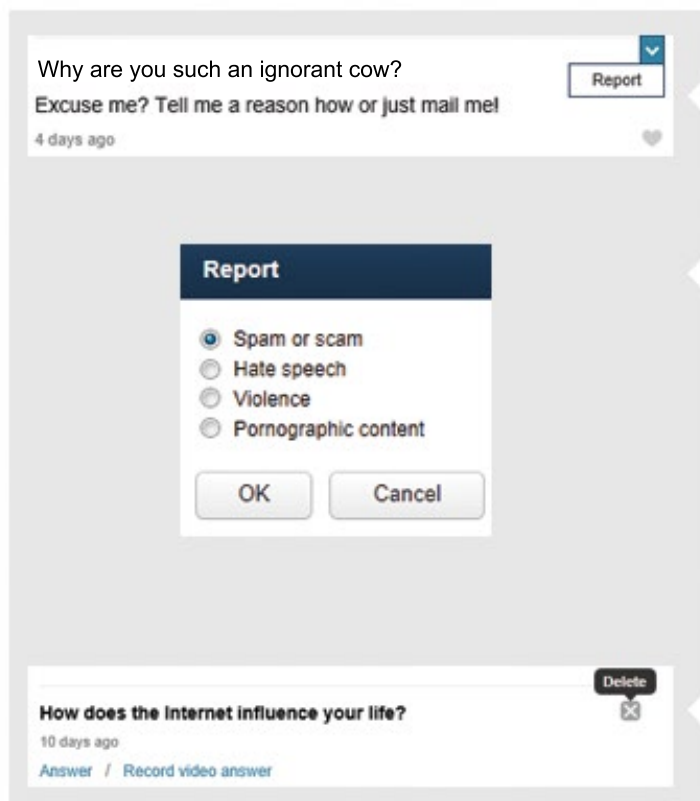 Why are you such an ignorant cow?
Report
Excuse me? Tell me a reason how or just mail me!
4 days ago
Report
Spam or scam
Hate speech
Violence
Pornographic content
OK Cancel
Delete
How does the Internet influence your life?
10 days ago
Answer / Record video answer